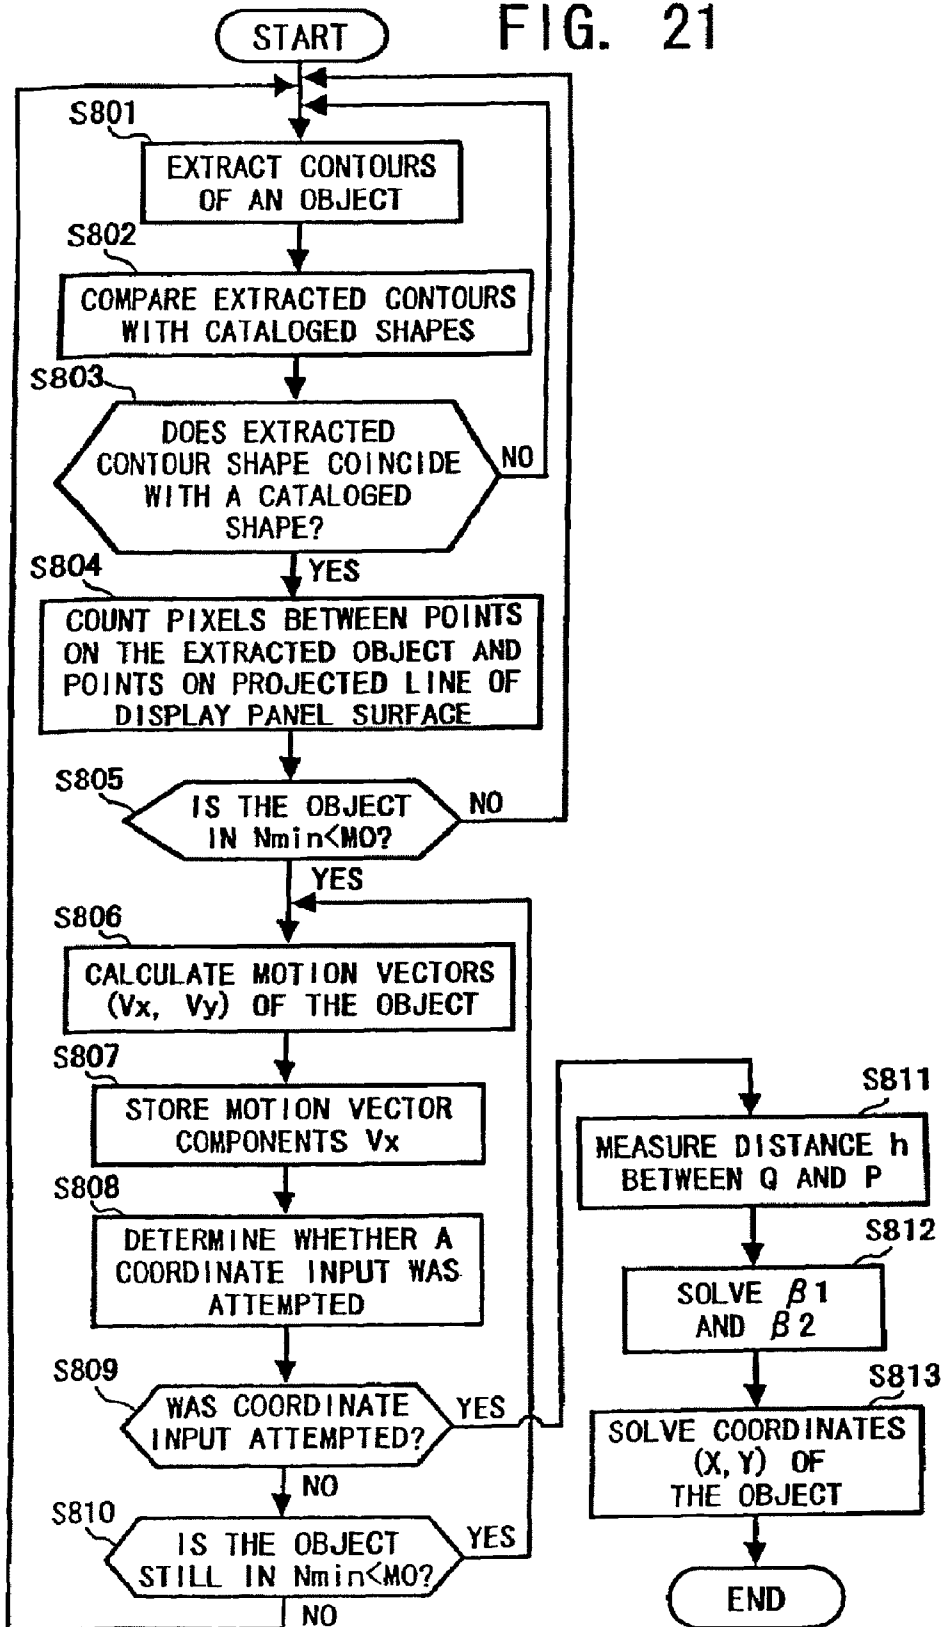 FIG. 21
START
S801
EXTRACT CONTOURS
OF AN OBJECT
S802
COMPARE EXTRACTED CONTOURS
WITH CATALOGED SHAPES
S803
DOES EXTRACTED
CONTOUR SHAPE COINCIDE
WITH A CATALOGED
SHAPE?
NO
YES
S804
COUNT PIXELS BETWEEN POINTS
ON THE EXTRACTED OBJECT AND
POINTS ON PROJECTED LINE OF
DISPLAY PANEL SURFACE
S805
IS THE OBJECT
IN Nmin<MO?
NO
YES
S806
CALCULATE MOTION VECTORS
(Vx, Vy) OF THE OBJECT
S807
STORE MOTION VECTOR
COMPONENTS Vx
S808
DETERMINE WHETHER A
COORDINATE INPUT WAS
ATTEMPTED
S809
WAS COORDINATE
INPUT ATTEMPTED?
YES
NO
S810
IS THE OBJECT
STILL IN Nmin<MO?
YES
NO
S811
MEASURE DISTANCE h
BETWEEN Q AND P
S812
SOLVE β1
AND β2
S813
SOLVE COORDINATES
(X, Y) OF
THE OBJECT
END